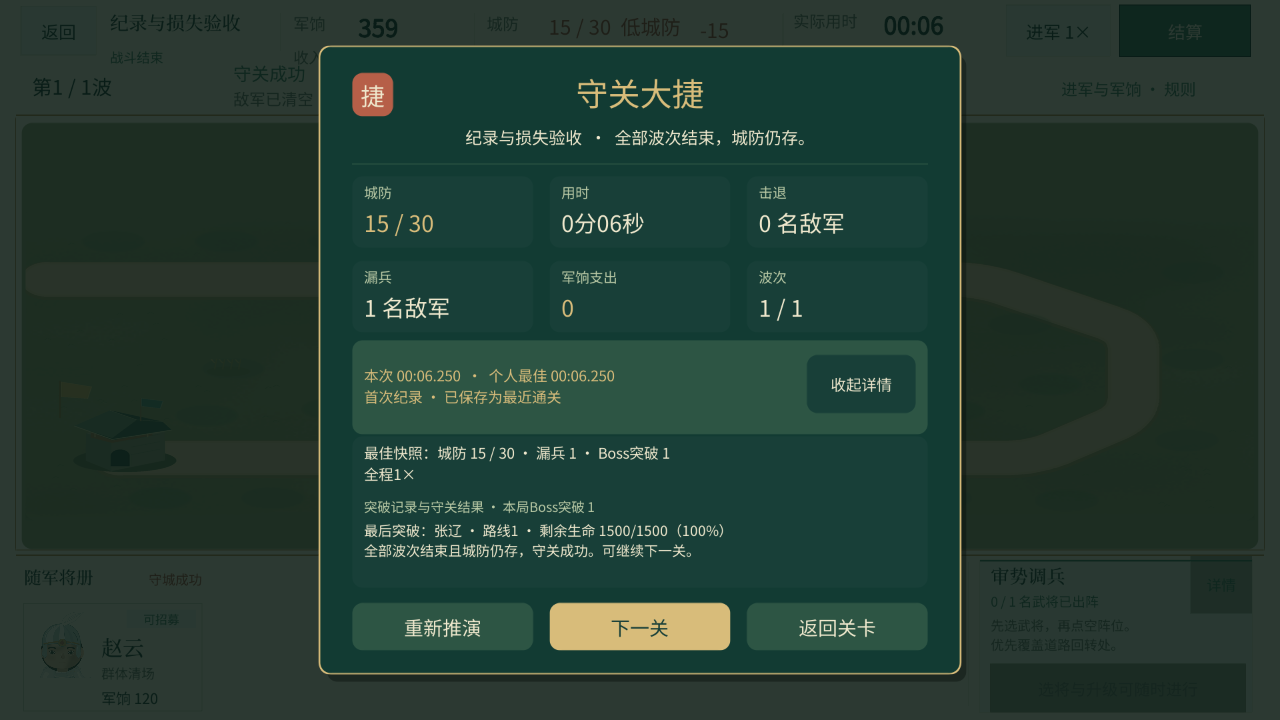 返回
纪录与损失验收
战斗结束
军饷
359
收入
城防
15 / 30 低城防 -15
实际用时
00:06
进军 1×
结算
第1 / 1波
守关成功
敌军已清空
进军与军饷 · 规则
捷
守关大捷
纪录与损失验收 · 全部波次结束，城防仍存。
城防
15 / 30
用时
0分06秒
击退
0 名敌军
漏兵
1 名敌军
军饷支出
0
波次
1 / 1
本次 00:06.250 · 个人最佳 00:06.250
首次纪录 · 已保存为最近通关
收起详情
最佳快照：城防 15 / 30 · 漏兵 1 · Boss突破 1
全程1×
突破记录与守关结果 · 本局Boss突破 1
最后突破：张辽 · 路线1 · 剩余生命 1500/1500（100%）
全部波次结束且城防仍存，守关成功。可继续下一关。
重新推演
下一关
返回关卡
随军将册
守城成功
可招募
赵云
群体清场
军饷 120
审势调兵
详情
0 / 1 名武将已出阵
先选武将，再点空阵位。
优先覆盖道路回转处。